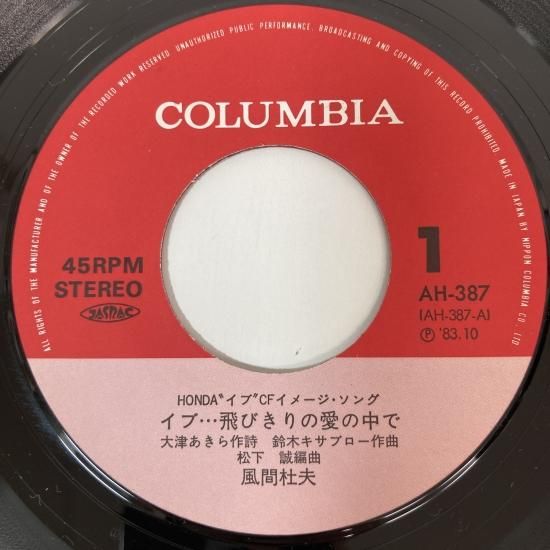 ALL RIGHTS OF THE MANUFACTURER AND OF THE OWNER OF THE RECORDED WORK RESERVED UNAUTHORIZED PUBLIC PERFORMANCE, BROADCASTING AND COPYING OF THIS RECORD PROHIBITED MADE IN JAPAN BY NIPPON COLUMBIA CO., LTD.
COLUMBIA
45RPM
STEREO
JASRAC
1
AH-387
(AH-387-A)
Ⓟ '83.10
HONDA“イブ”CFイメージ・ソング
イブ…飛びきりの愛の中で
大津あきら作詩 鈴木キサブロー作曲
松下 誠編曲
風間杜夫